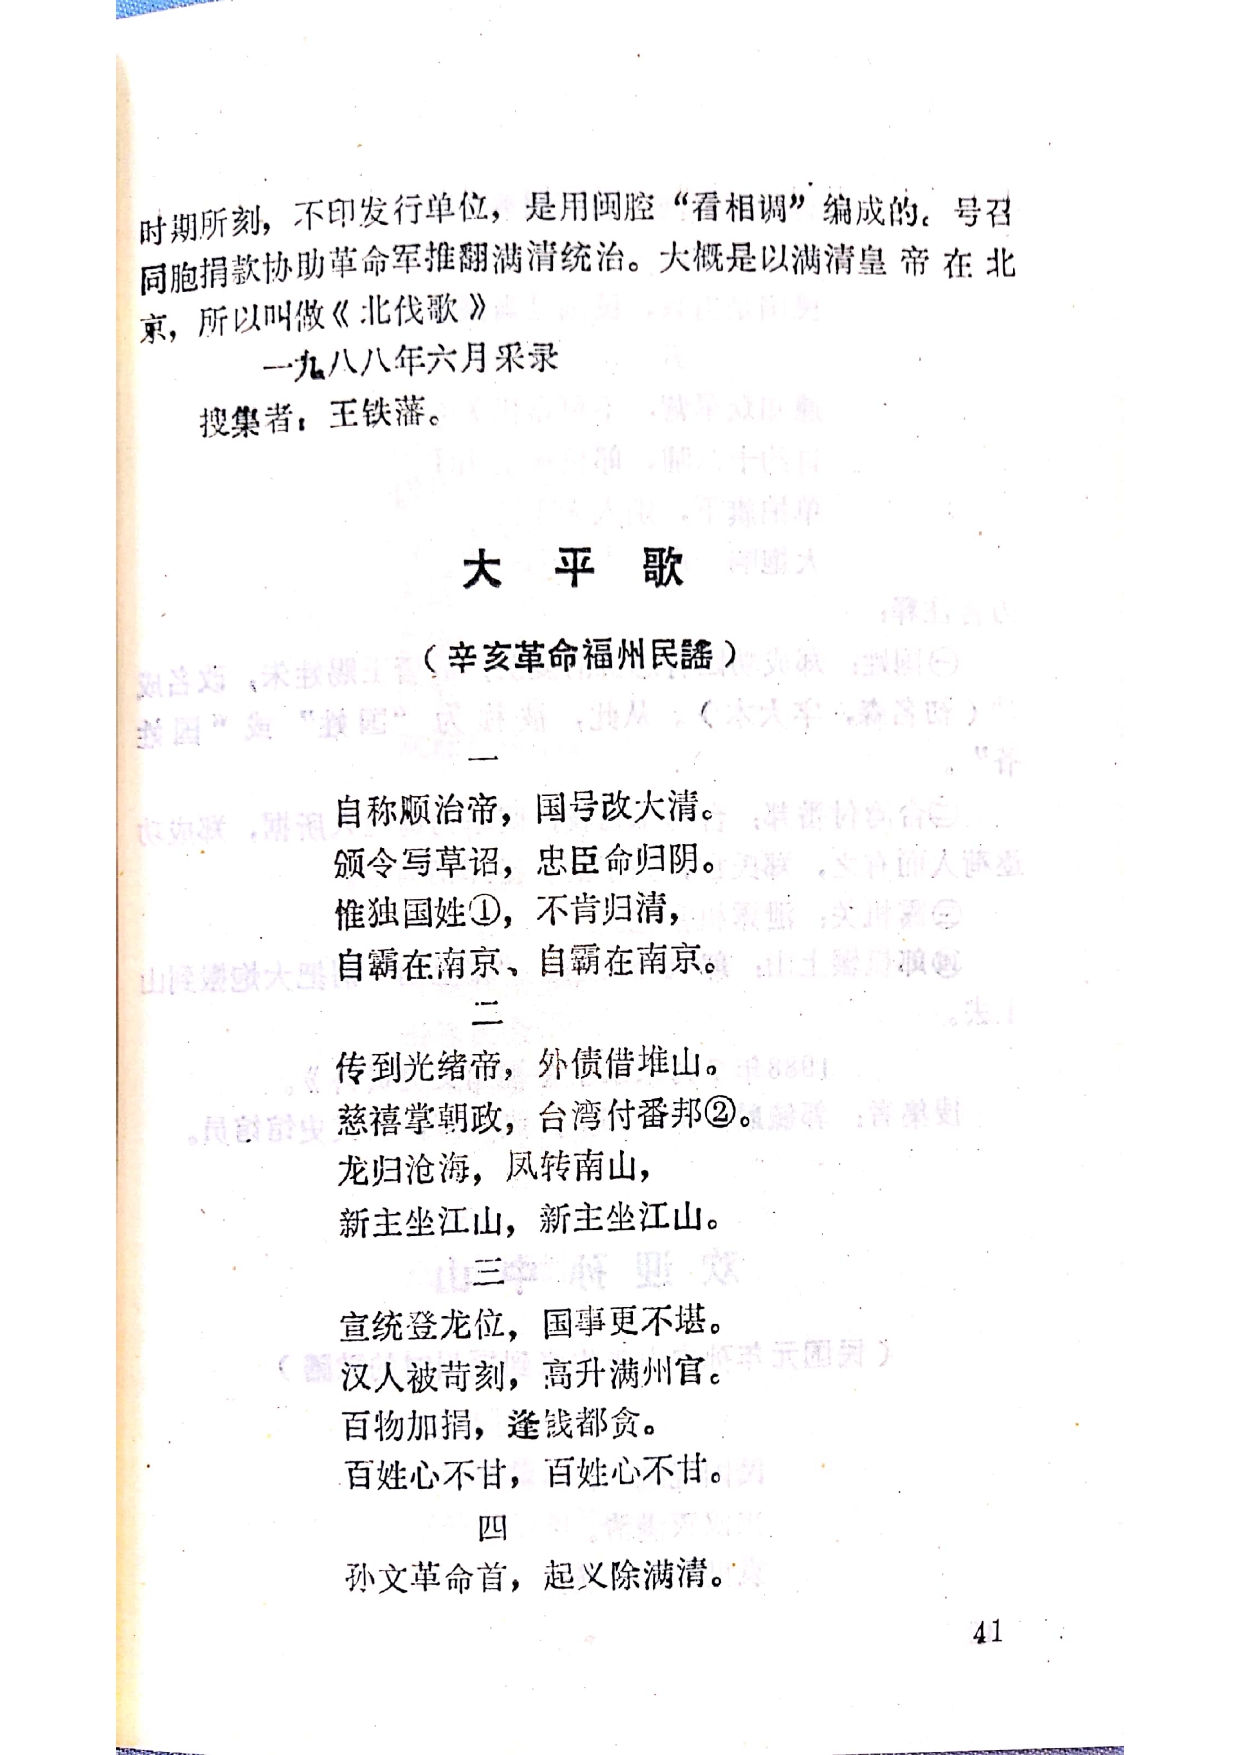 时期所刻，不印发行单位，是用闽腔“看相调”编成的。号召
同胞捐款协助革命军推翻满清统治。大概是以满清皇帝在北
京，所以叫做《北伐歌》
一九八八年六月采录
搜集者：王铁藩。
大平歌
（辛亥革命福州民謠）
一
自称顺治帝，国号改大清。
颁令写草诏，忠臣命归阴。
惟独国姓①，不肯归清，
自霸在南京、自霸在南京。
二
传到光绪帝，外债借堆山。
慈禧掌朝政，台湾付番邦②。
龙归沧海，凤转南山，
新主坐江山，新主坐江山。
三
宣统登龙位，国事更不堪。
汉人被苛刻，高升满州官。
百物加捐，逢钱都贪。
百姓心不甘，百姓心不甘。
四
孙文革命首，起义除满清。
41